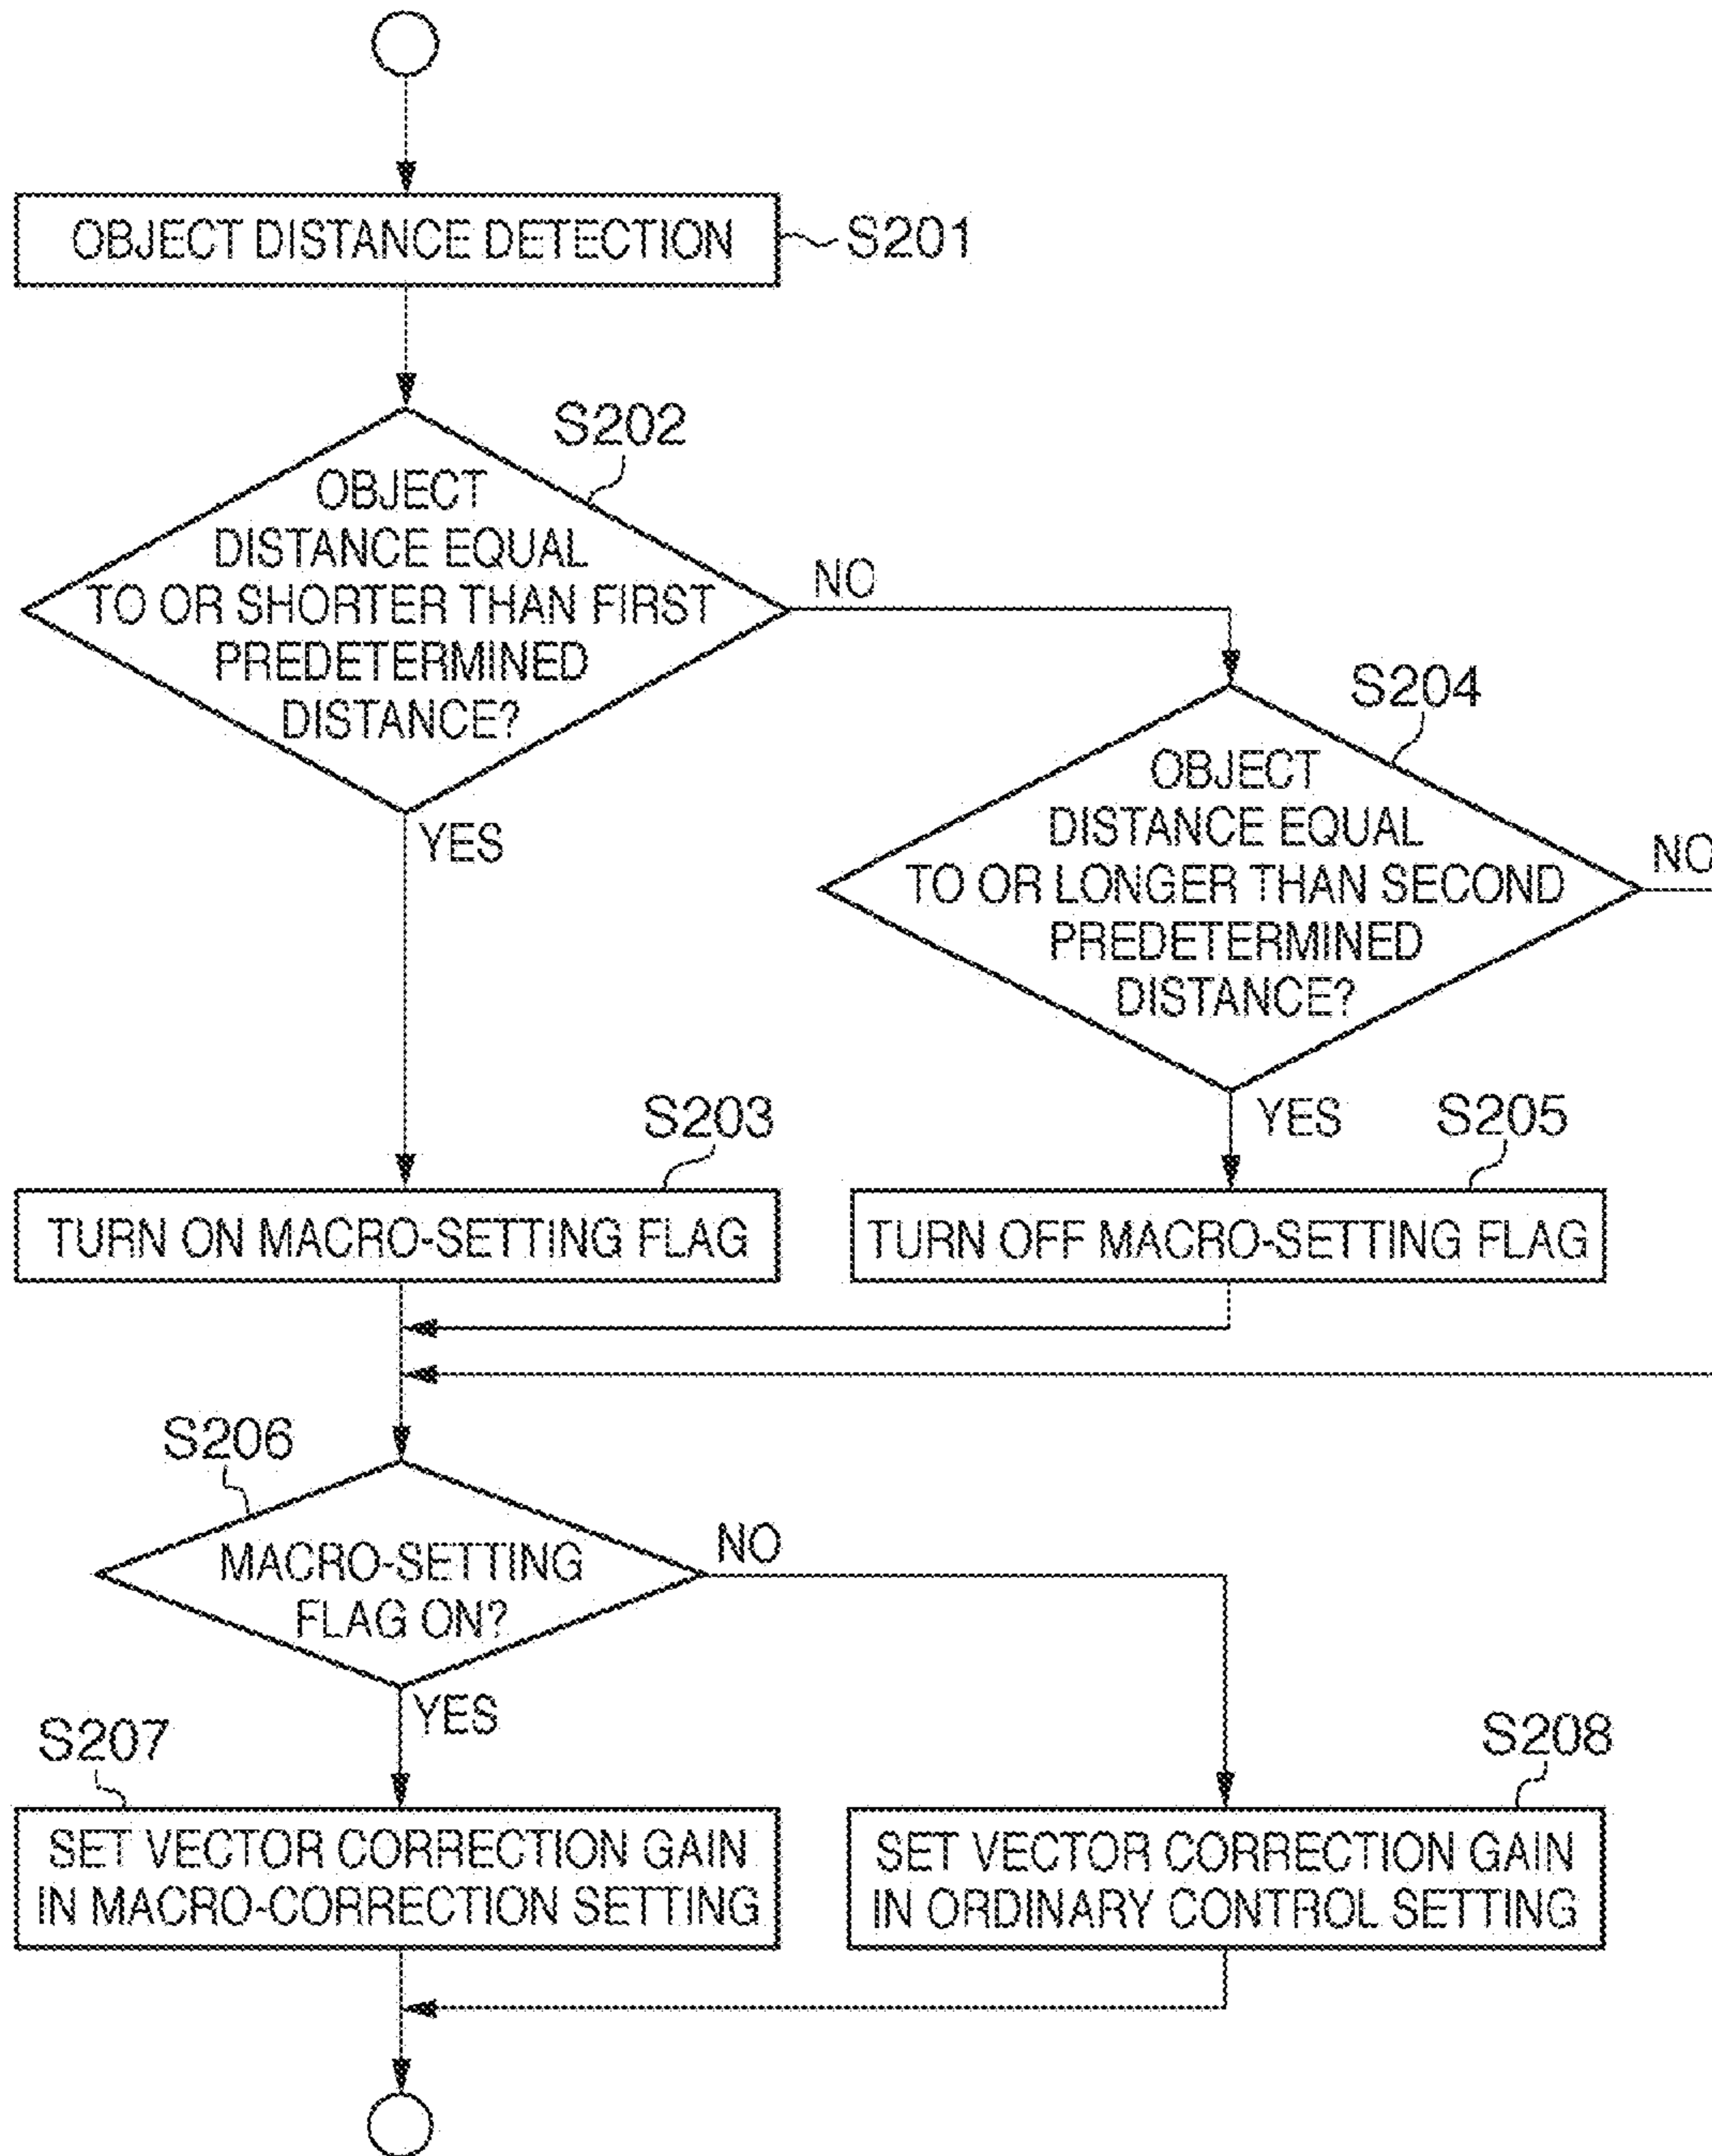 OBJECT DISTANCE DETECTION
S201
S202
OBJECT
DISTANCE EQUAL
TO OR SHORTER THAN FIRST
PREDETERMINED
DISTANCE?
NO
YES
S204
OBJECT
DISTANCE EQUAL
TO OR LONGER THAN SECOND
PREDETERMINED
DISTANCE?
NO
YES
S203
TURN ON MACRO-SETTING FLAG
S205
TURN OFF MACRO-SETTING FLAG
S206
MACRO-SETTING
FLAG ON?
NO
YES
S207
SET VECTOR CORRECTION GAIN
IN MACRO-CORRECTION SETTING
S208
SET VECTOR CORRECTION GAIN
IN ORDINARY CONTROL SETTING